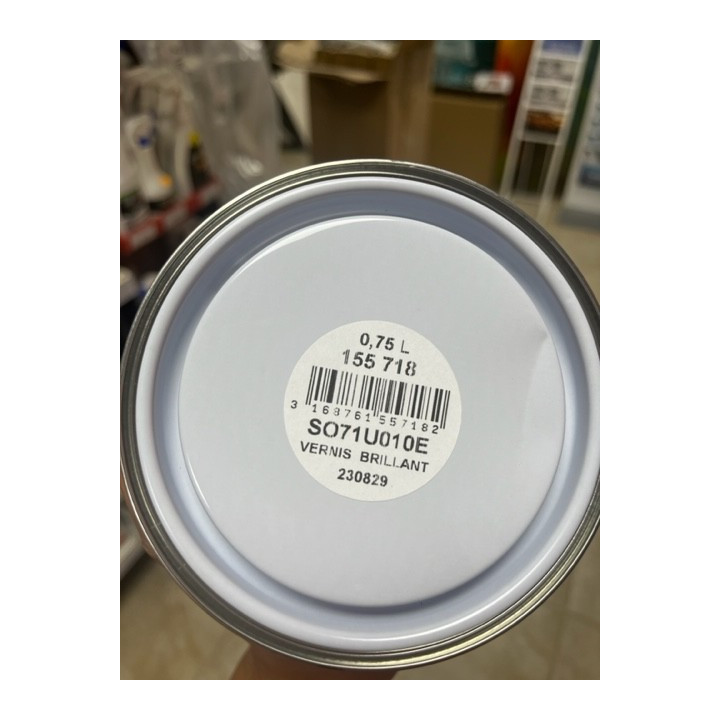 0,75 L
155 718
3 168761 557182
SO71U010E
VERNIS BRILLANT
230829